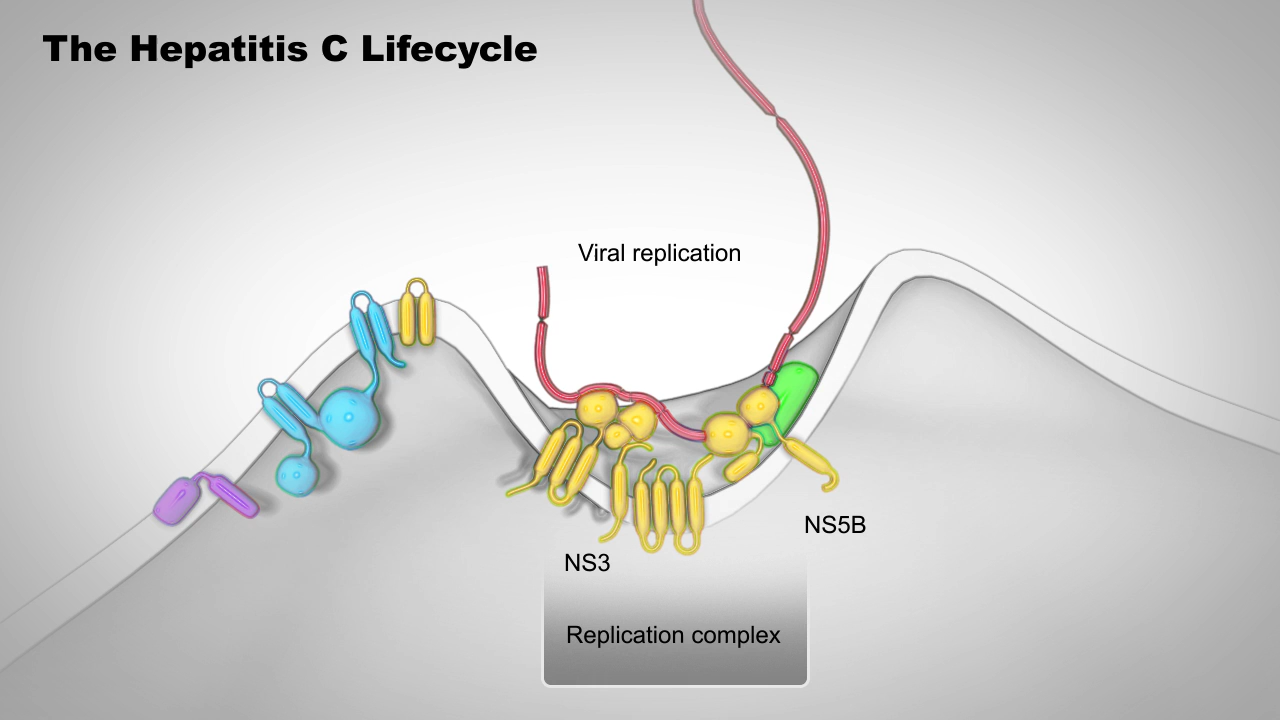 The Hepatitis C Lifecycle
Viral replication
NS5B
NS3
Replication complex